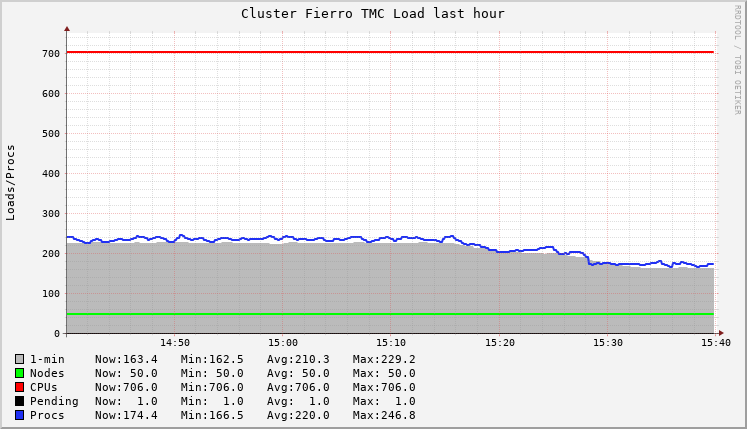 Cluster Fierro TMC Load last hour
RRDTOOL / TOBI OETIKER
Loads/Procs
700
600
500
400
300
200
100
0
14:50 15:00 15:10 15:20 15:30 15:40
1-min Now:163.4 Min:162.5 Avg:210.3 Max:229.2
Nodes Now: 50.0 Min: 50.0 Avg: 50.0 Max: 50.0
CPUs Now:706.0 Min:706.0 Avg:706.0 Max:706.0
Pending Now: 1.0 Min: 1.0 Avg: 1.0 Max: 1.0
Procs Now:174.4 Min:166.5 Avg:220.0 Max:246.8